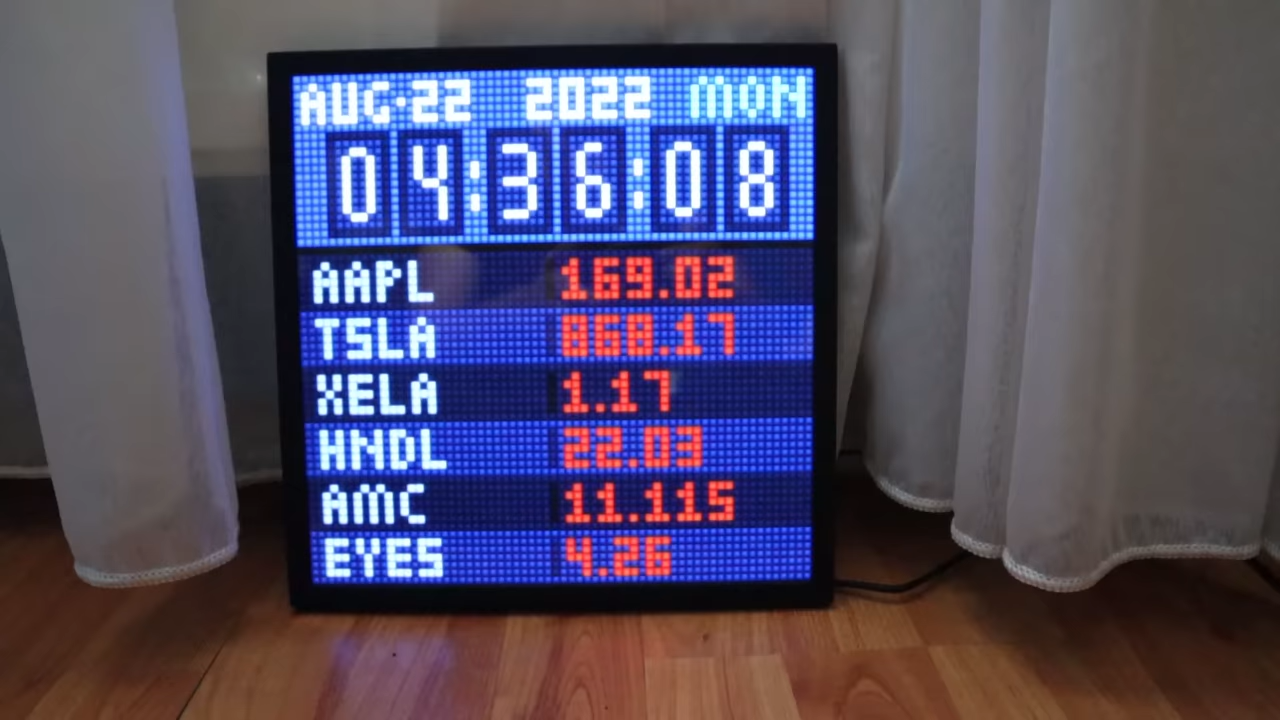 AUG·22 2022 MON
04:36:08
AAPL 169.02
TSLA 868.17
XELA 1.17
HNDL 22.03
AMC 11.115
EYES 4.26